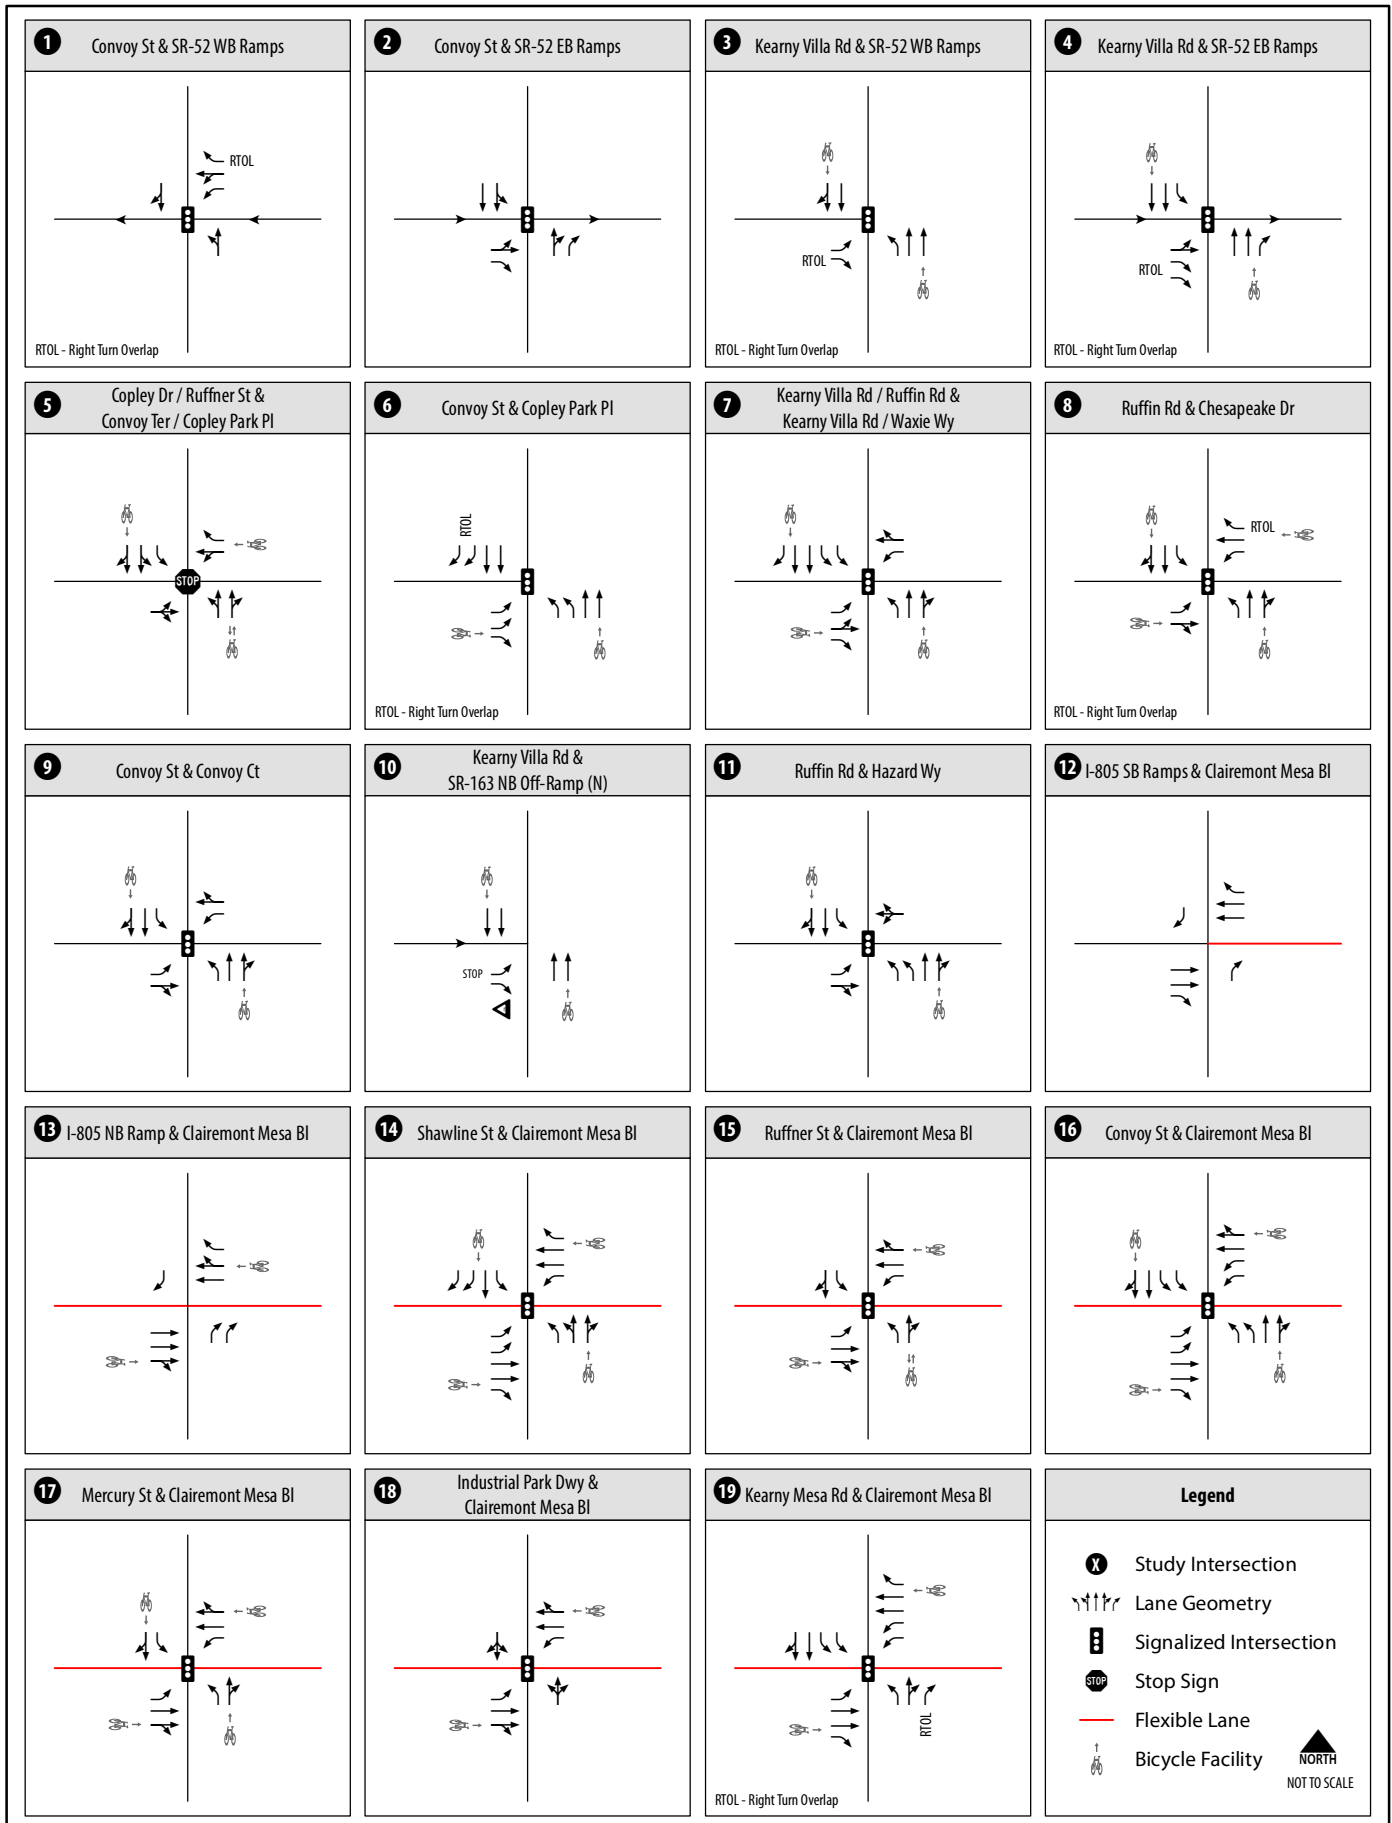 1 Convoy St & SR-52 WB Ramps
RTOL
RTOL - Right Turn Overlap
2 Convoy St & SR-52 EB Ramps
3 Kearny Villa Rd & SR-52 WB Ramps
RTOL
RTOL - Right Turn Overlap
4 Kearny Villa Rd & SR-52 EB Ramps
RTOL
RTOL - Right Turn Overlap
5 Copley Dr / Ruffner St &
Convoy Ter / Copley Park Pl
STOP
6 Convoy St & Copley Park Pl
RTOL
RTOL - Right Turn Overlap
7 Kearny Villa Rd / Ruffin Rd &
Kearny Villa Rd / Waxie Wy
8 Ruffin Rd & Chesapeake Dr
RTOL
RTOL - Right Turn Overlap
9 Convoy St & Convoy Ct
10 Kearny Villa Rd &
SR-163 NB Off-Ramp (N)
STOP
11 Ruffin Rd & Hazard Wy
12 I-805 SB Ramps & Clairemont Mesa Bl
13 I-805 NB Ramp & Clairemont Mesa Bl
14 Shawline St & Clairemont Mesa Bl
15 Ruffner St & Clairemont Mesa Bl
16 Convoy St & Clairemont Mesa Bl
17 Mercury St & Clairemont Mesa Bl
18 Industrial Park Dwy &
Clairemont Mesa Bl
19 Kearny Mesa Rd & Clairemont Mesa Bl
RTOL
RTOL - Right Turn Overlap
Legend
X Study Intersection
Lane Geometry
Signalized Intersection
STOP Stop Sign
Flexible Lane
Bicycle Facility
NORTH
NOT TO SCALE